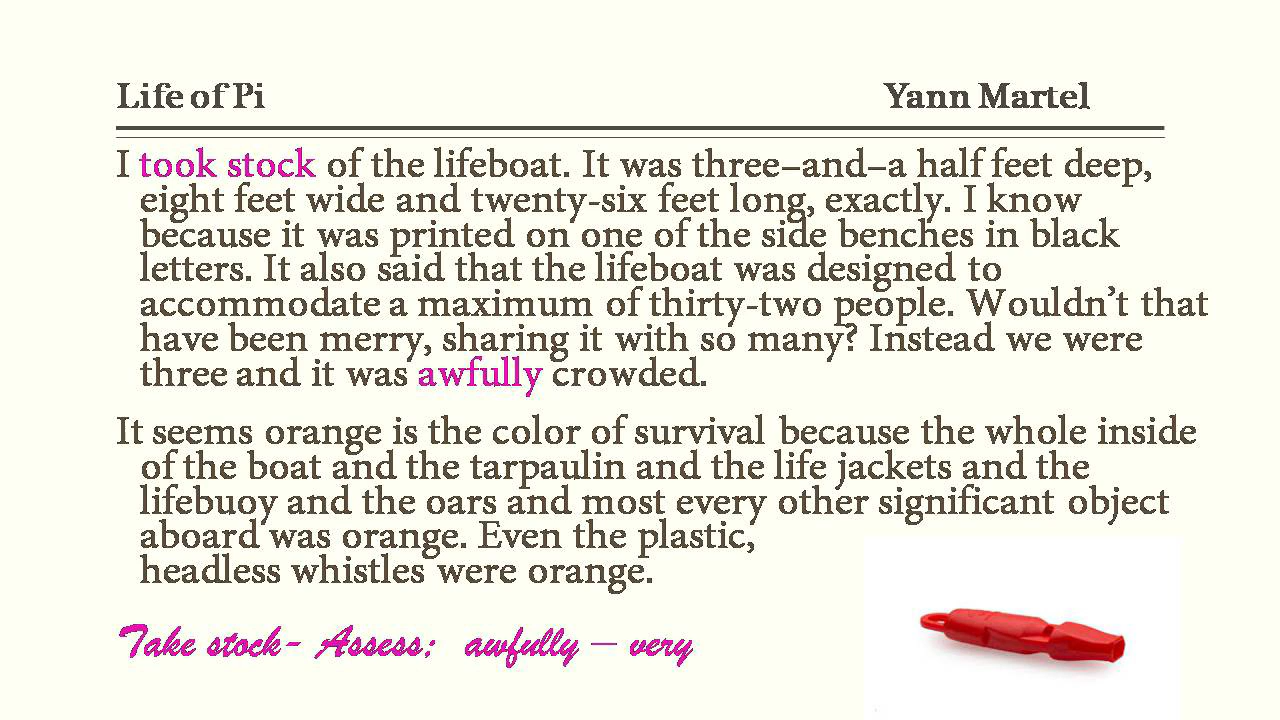 Life of Pi Yann Martel
I took stock of the lifeboat. It was three–and–a half feet deep,
eight feet wide and twenty-six feet long, exactly. I know
because it was printed on one of the side benches in black
letters. It also said that the lifeboat was designed to
accommodate a maximum of thirty-two people. Wouldn’t that
have been merry, sharing it with so many? Instead we were
three and it was awfully crowded.
It seems orange is the color of survival because the whole inside
of the boat and the tarpaulin and the life jackets and the
lifebuoy and the oars and most every other significant object
aboard was orange. Even the plastic,
headless whistles were orange.
Take stock- Assess; awfully – very